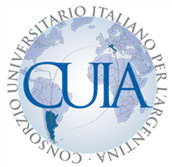 CONSORZIO UNIVERSITARIO ITALIANO PER L'ARGENTINA ·
CUIA